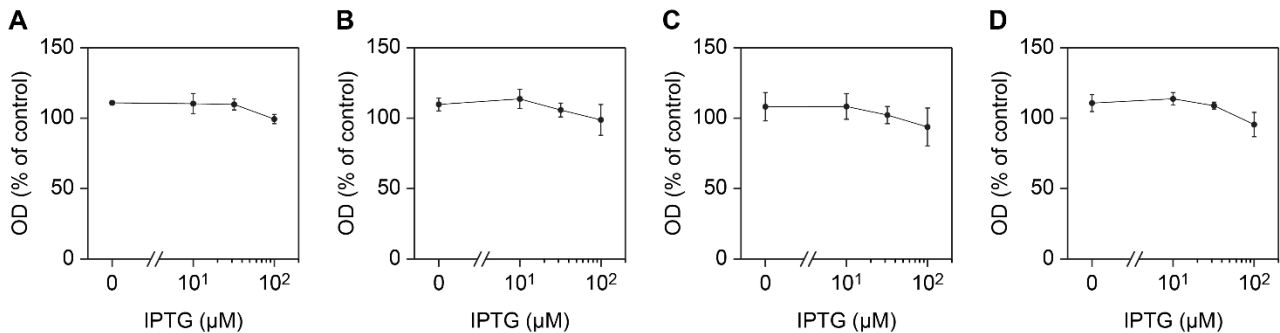 A
OD (% of control)
150
100
50
0
0
10¹
10²
IPTG (µM)
B
OD (% of control)
150
100
50
0
0
10¹
10²
IPTG (µM)
C
OD (% of control)
150
100
50
0
0
10¹
10²
IPTG (µM)
D
OD (% of control)
150
100
50
0
0
10¹
10²
IPTG (µM)